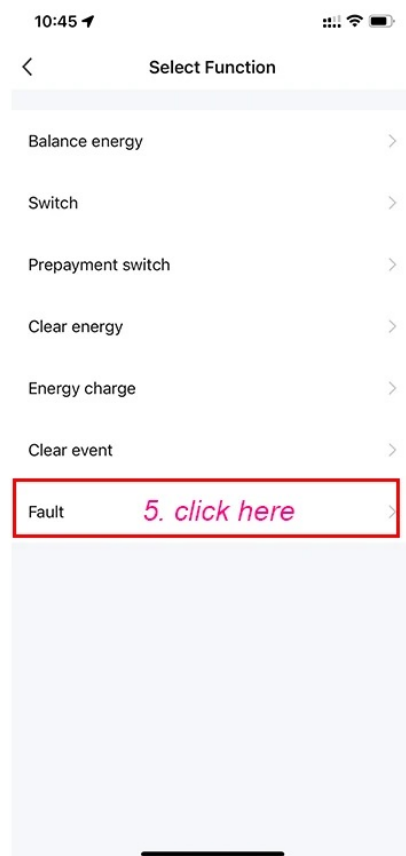 10:45
Select Function
Balance energy
Switch
Prepayment switch
Clear energy
Energy charge
Clear event
Fault 5. click here